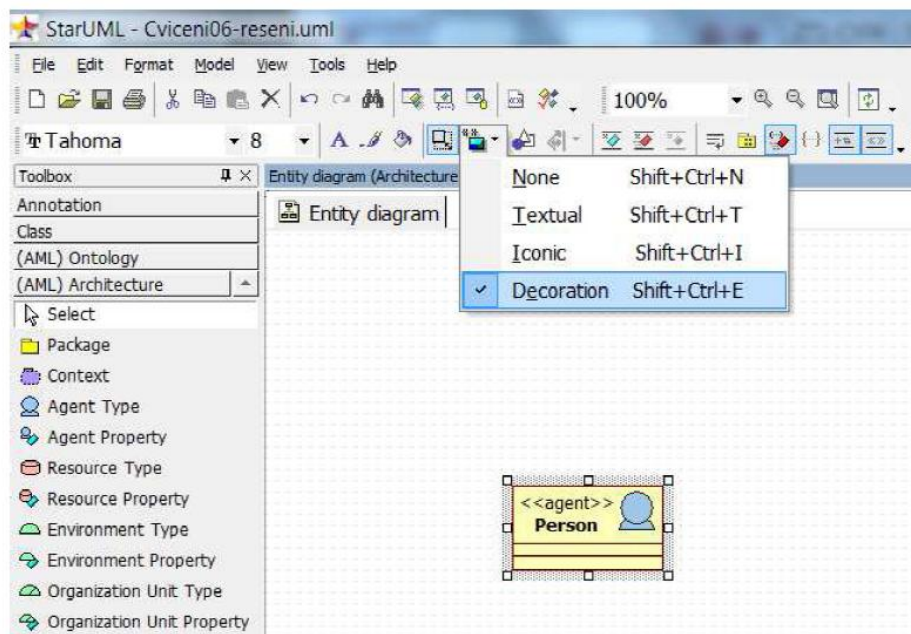 StarUML - Cviceni06-reseni.uml
File Edit Format Model View Tools Help
100%
Tahoma 8
Toolbox
Entity diagram (Architecture
Annotation
Class
(AML) Ontology
(AML) Architecture
Select
Package
Context
Agent Type
Agent Property
Resource Type
Resource Property
Environment Type
Environment Property
Organization Unit Type
Organization Unit Property
Entity diagram
None Shift+Ctrl+N
Textual Shift+Ctrl+T
Iconic Shift+Ctrl+I
Decoration Shift+Ctrl+E
<<agent>>
Person